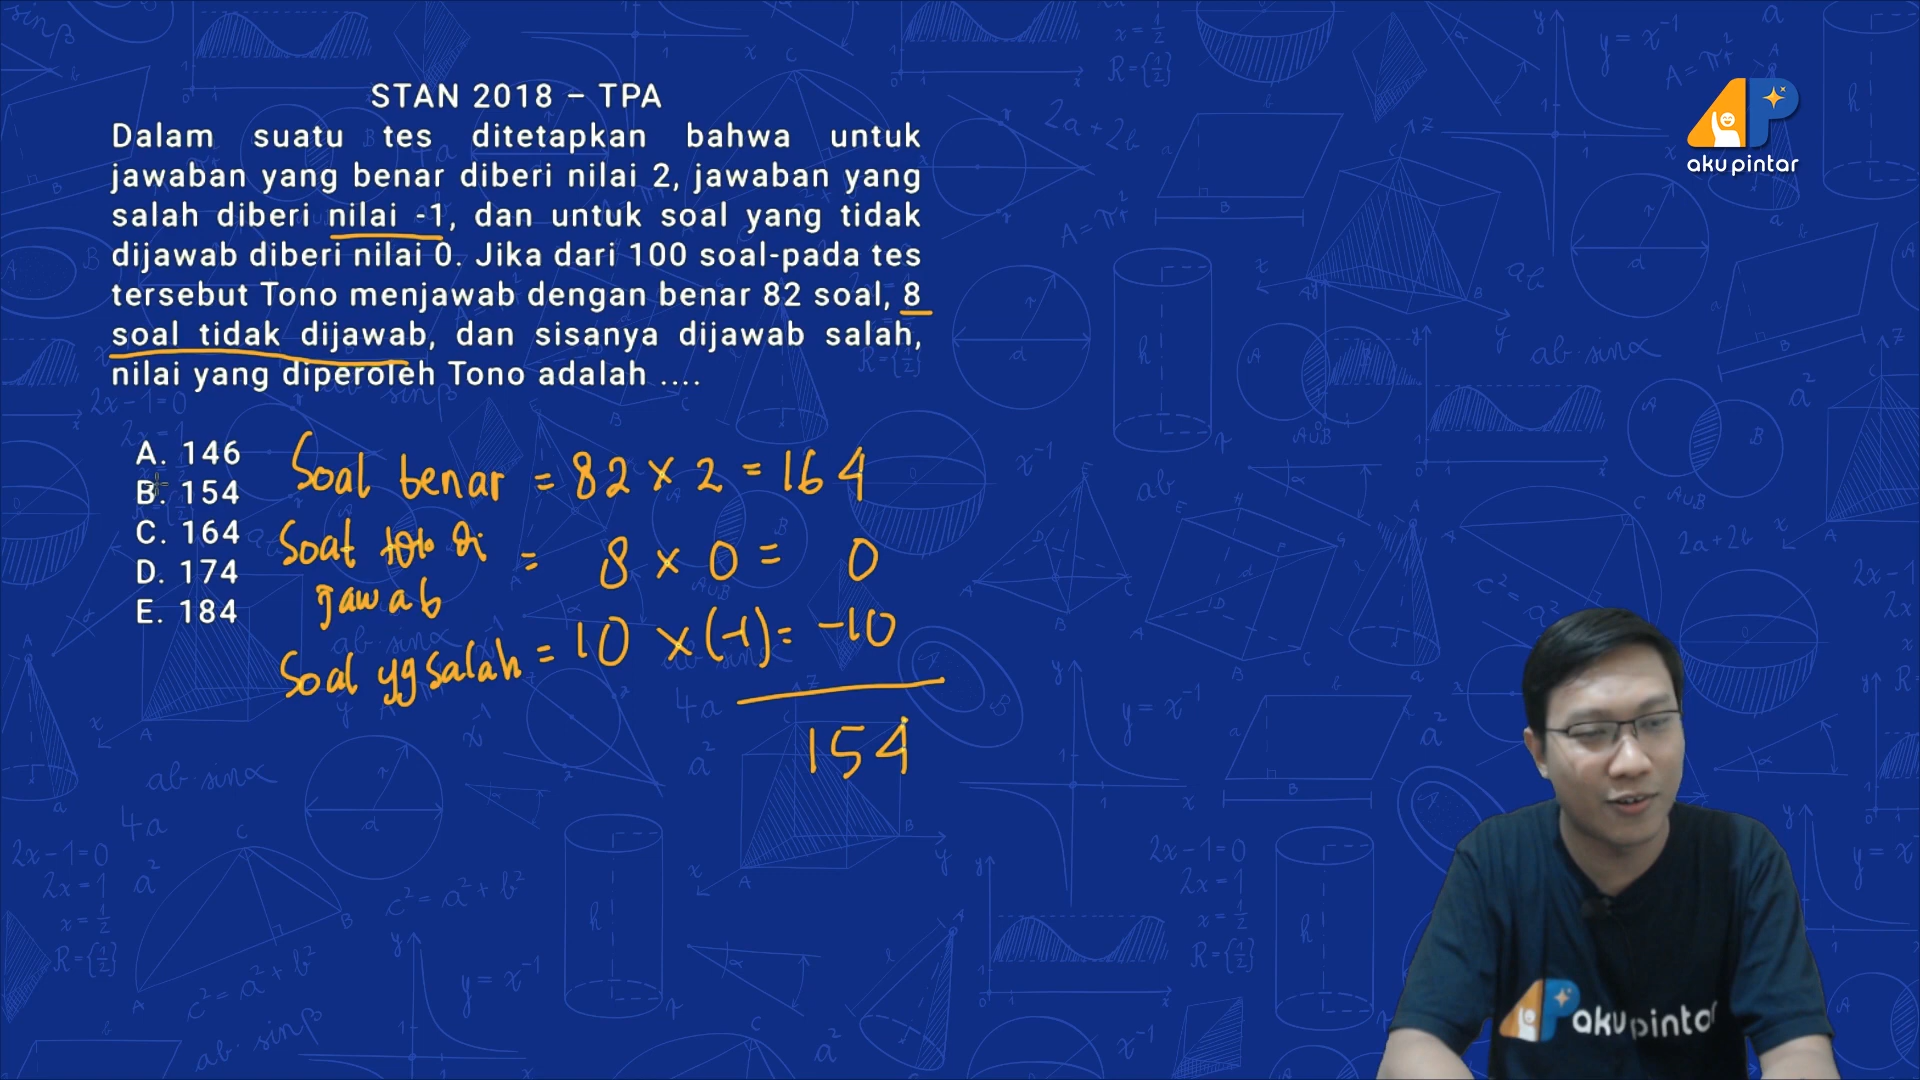 STAN 2018 – TPA
Dalam suatu tes ditetapkan bahwa untuk
jawaban yang benar diberi nilai 2, jawaban yang
salah diberi nilai -1, dan untuk soal yang tidak
dijawab diberi nilai 0. Jika dari 100 soal-pada tes
tersebut Tono menjawab dengan benar 82 soal, 8
soal tidak dijawab, dan sisanya dijawab salah,
nilai yang diperoleh Tono adalah ....
A. 146
B. 154
C. 164
D. 174
E. 184
Soal benar = 82 × 2 = 164
Soal di
jawab = 8 × 0 = 0
Soal yg salah = 10 × (-1) = -10
154
aku pintar
aku pintar